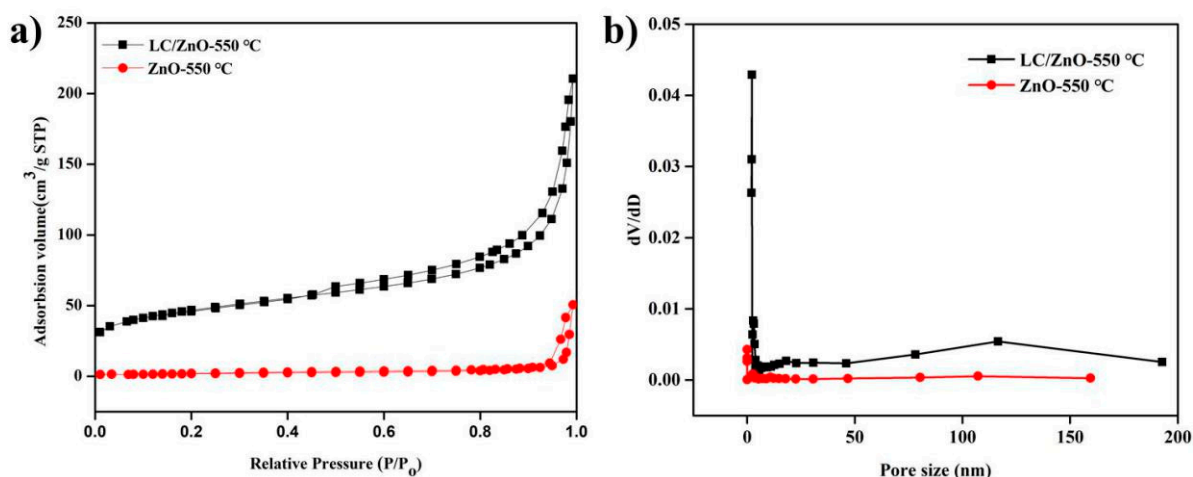 a)
250
200
150
100
50
0
Adsorbsion volume(cm³/g STP)
LC/ZnO-550 °C
ZnO-550 °C
0.0 0.2 0.4 0.6 0.8 1.0
Relative Pressure (P/Pₒ)
b)
0.05
0.04
0.03
0.02
0.01
0.00
dV/dD
LC/ZnO-550 °C
ZnO-550 °C
0 50 100 150 200
Pore size (nm)